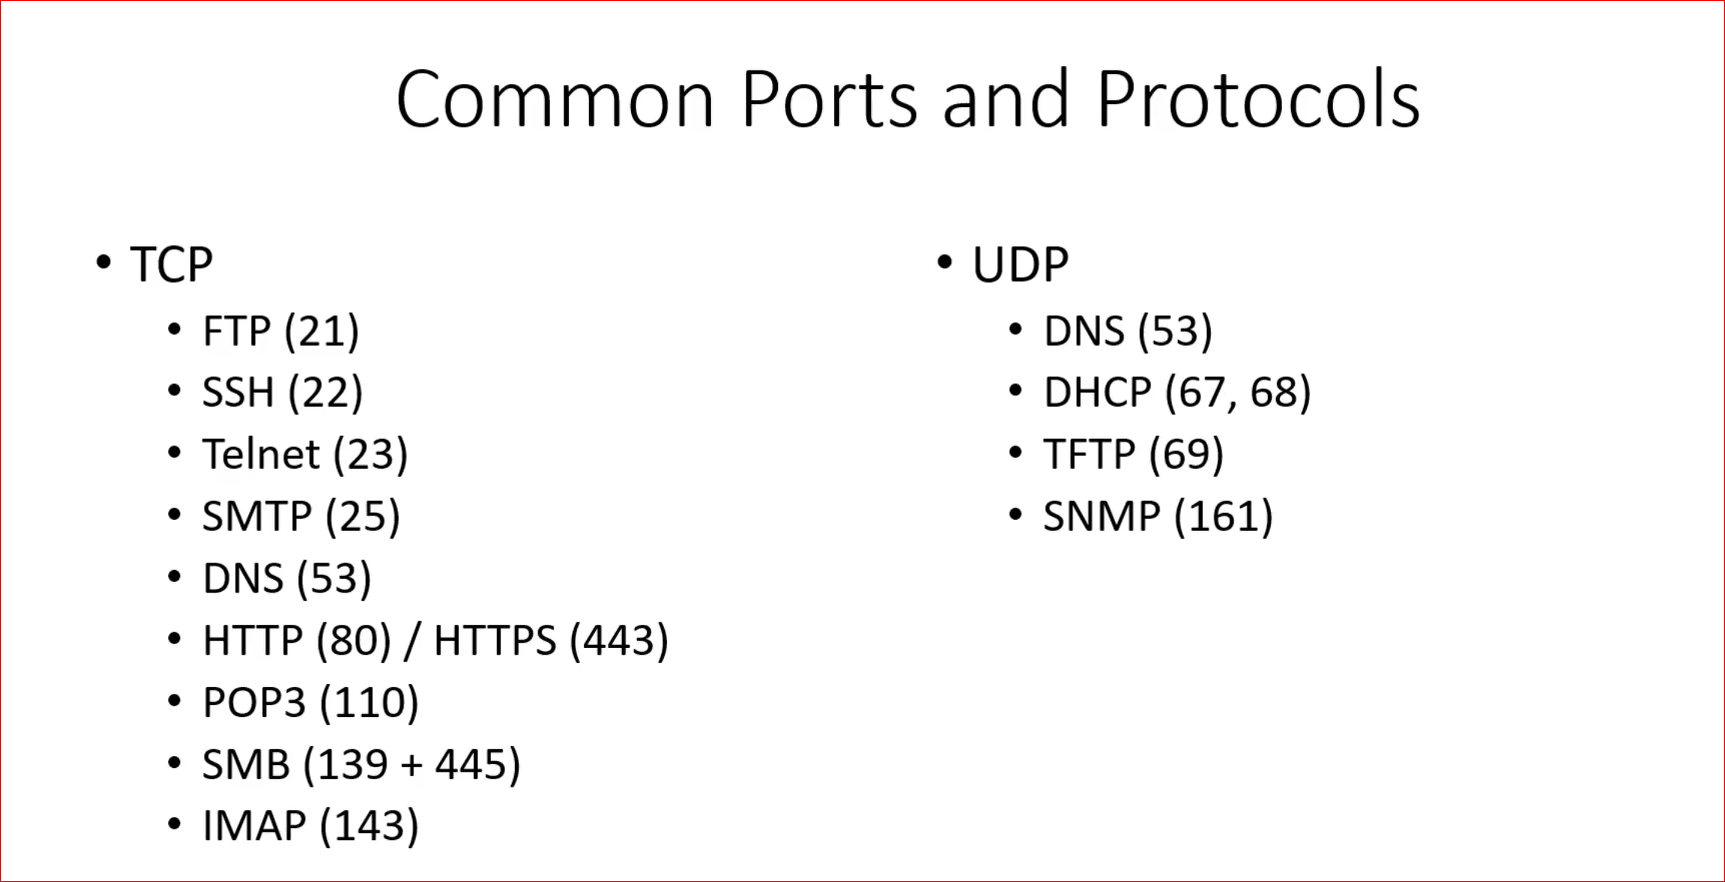 Common Ports and Protocols
• TCP
• FTP (21)
• SSH (22)
• Telnet (23)
• SMTP (25)
• DNS (53)
• HTTP (80) / HTTPS (443)
• POP3 (110)
• SMB (139 + 445)
• IMAP (143)
• UDP
• DNS (53)
• DHCP (67, 68)
• TFTP (69)
• SNMP (161)